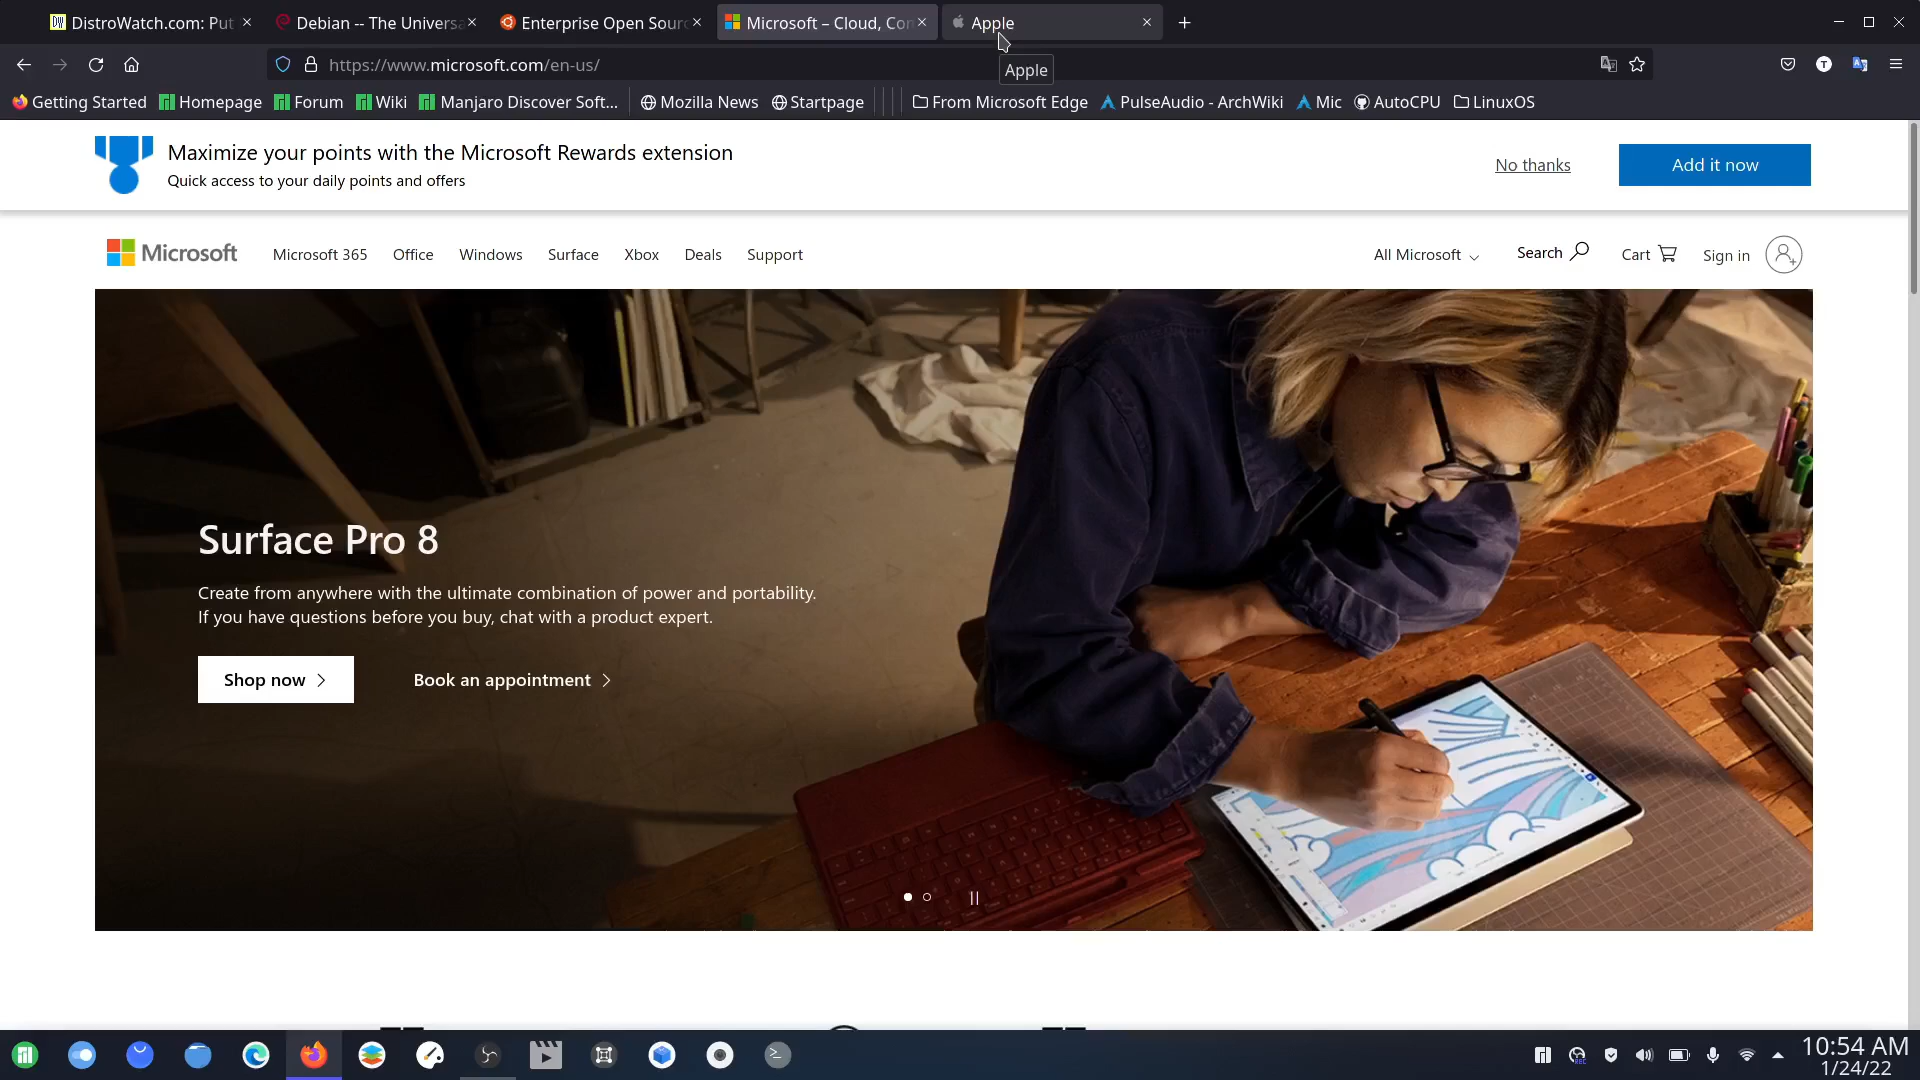 DistroWatch.com: Put
Debian -- The Universa
Enterprise Open Sour
Microsoft – Cloud, Con
Apple
https://www.microsoft.com/en-us/
Apple
T
Getting Started
Homepage
Forum
Wiki
Manjaro Discover Soft...
Mozilla News
Startpage
From Microsoft Edge
PulseAudio - ArchWiki
Mic
AutoCPU
LinuxOS
Maximize your points with the Microsoft Rewards extension
Quick access to your daily points and offers
No thanks
Add it now
Microsoft
Microsoft 365
Office
Windows
Surface
Xbox
Deals
Support
All Microsoft
Search
Cart
Sign in
Surface Pro 8
Create from anywhere with the ultimate combination of power and portability.
If you have questions before you buy, chat with a product expert.
Shop now
Book an appointment
10:54 AM
1/24/22